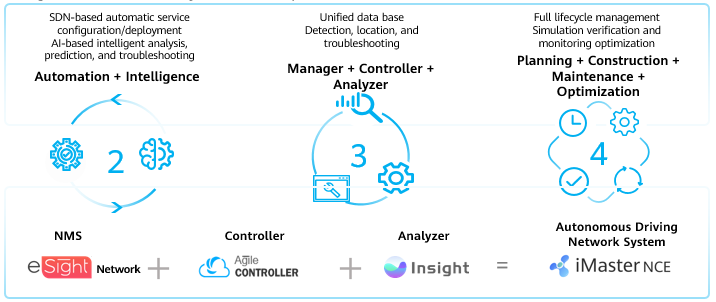 SDN-based automatic service
configuration/deployment
AI-based intelligent analysis,
prediction, and troubleshooting
Automation + Intelligence
2
Unified data base
Detection, location, and
troubleshooting
Manager + Controller +
Analyzer
3
Full lifecycle management
Simulation verification and
monitoring optimization
Planning + Construction +
Maintenance +
Optimization
4
NMS
eSight Network
+
Controller
Agile
CONTROLLER
+
Analyzer
Insight
=
Autonomous Driving
Network System
iMaster NCE